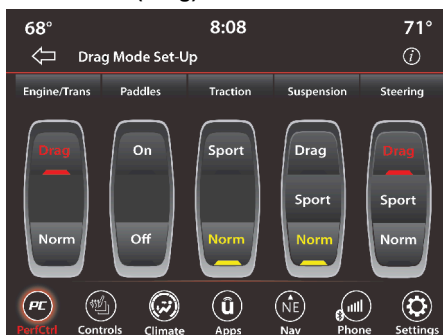 68° 8:08 71°
Drag Mode Set-Up
Engine/Trans Paddles Traction Suspension Steering
Drag On Sport Drag Drag
Sport Sport
Norm Off Norm Norm Norm
PC û NE
PerfCtrl Controls Climate Apps Nav Phone Settings